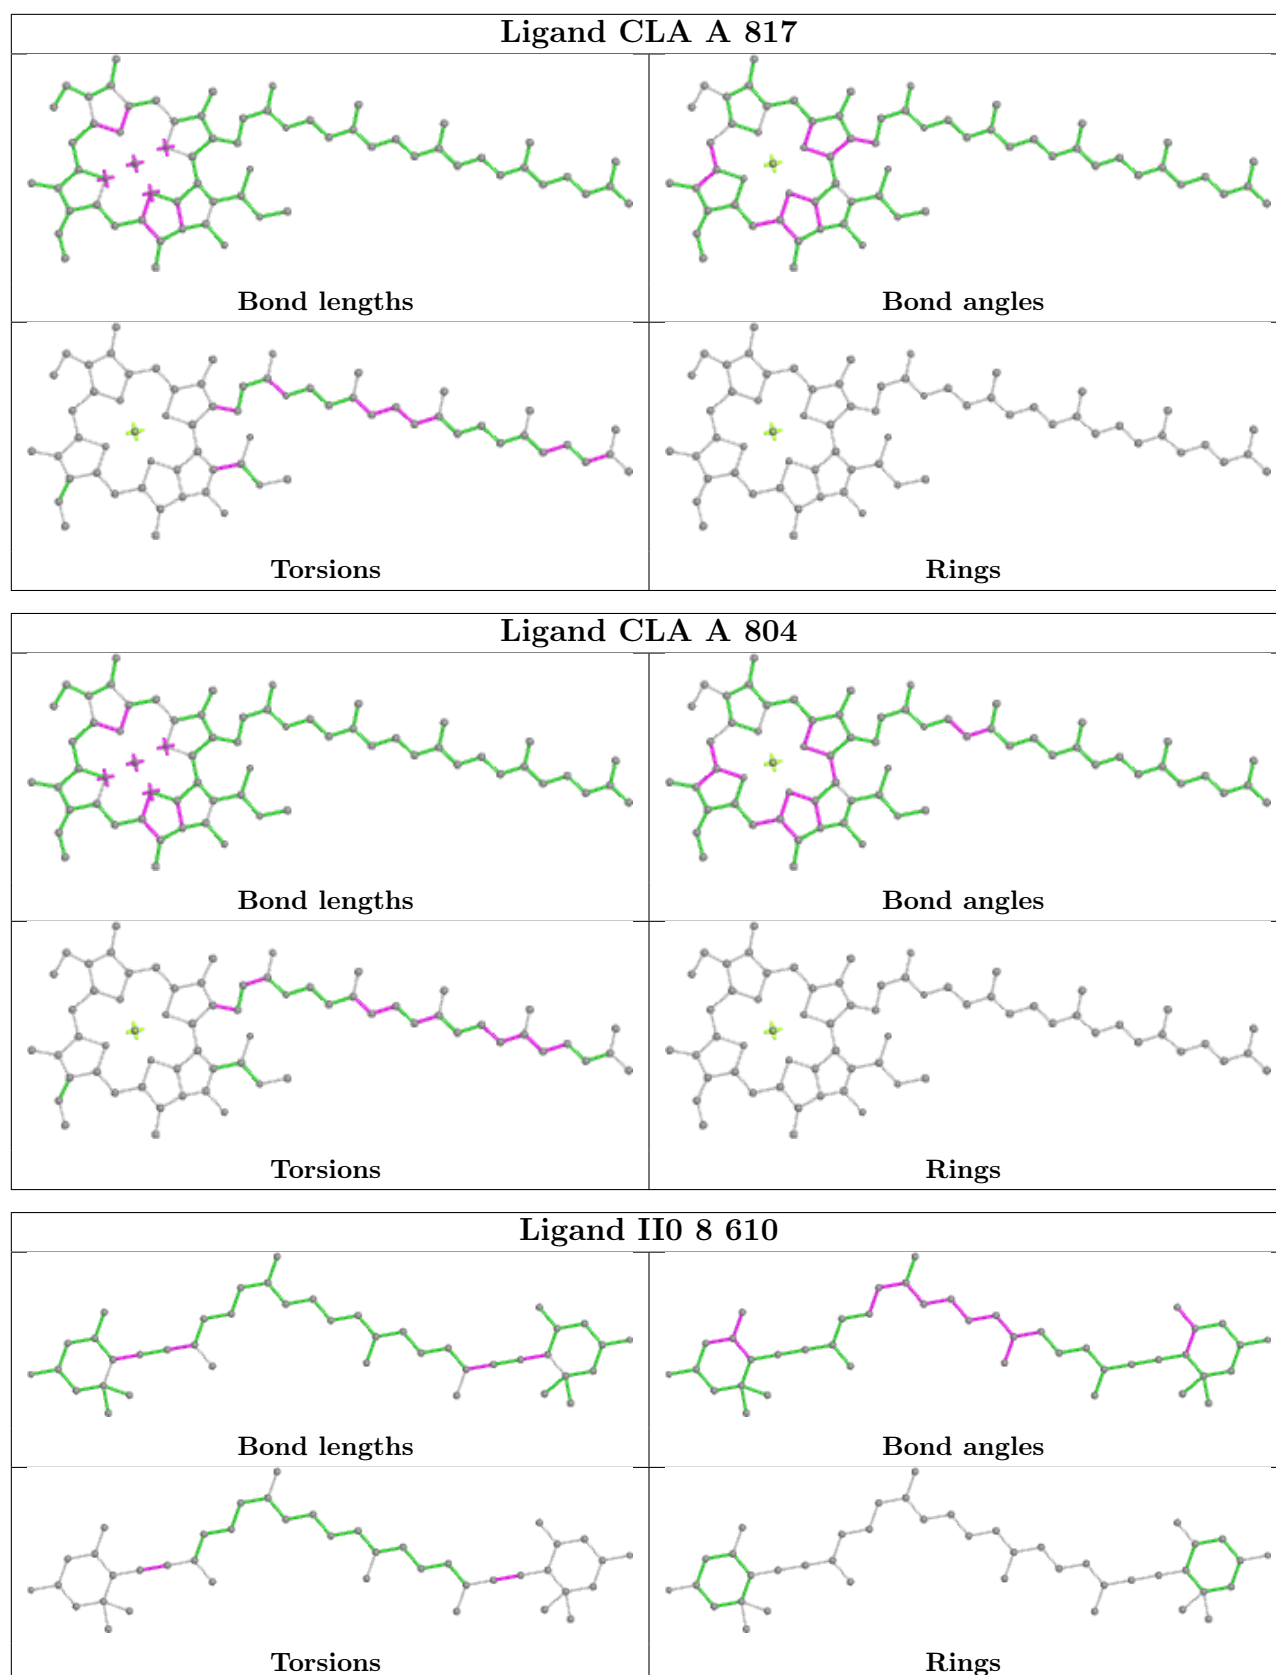 Ligand CLA A 817
Bond lengths
Bond angles
Torsions
Rings
Ligand CLA A 804
Bond lengths
Bond angles
Torsions
Rings
Ligand II0 8 610
Bond lengths
Bond angles
Torsions
Rings